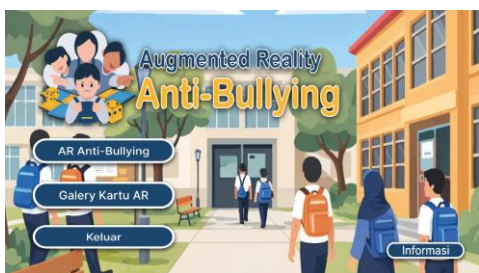 Augmented Reality
Anti-Bullying
AR Anti-Bullying
Galery Kartu AR
Keluar
Informasi